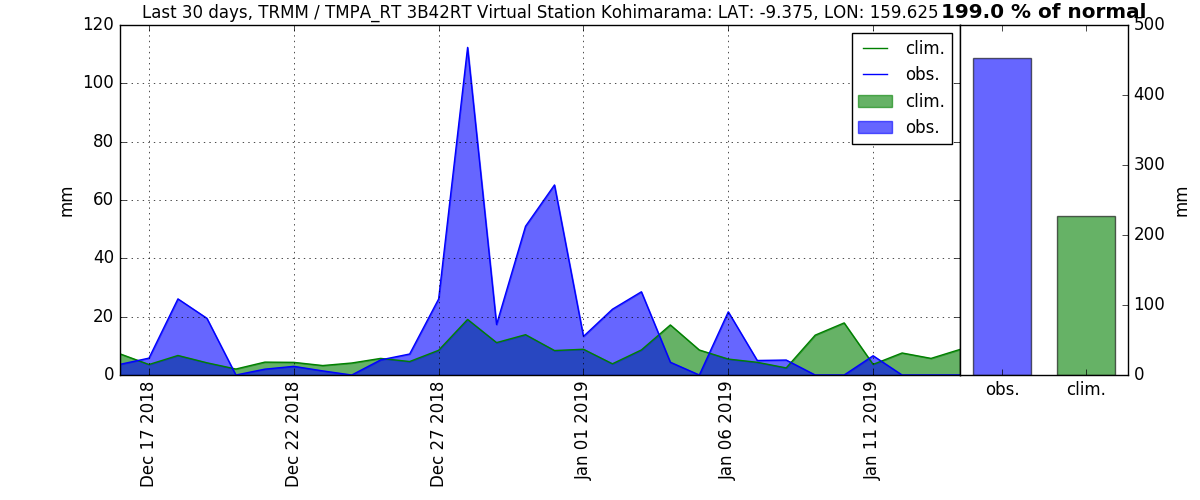 Last 30 days, TRMM / TMPA_RT 3B42RT Virtual Station Kohimarama: LAT: -9.375, LON: 159.625 199.0 % of normal
120
100
80
60
40
20
0
mm
clim.
obs.
clim.
obs.
Dec 17 2018
Dec 22 2018
Dec 27 2018
Jan 01 2019
Jan 06 2019
Jan 11 2019
500
400
300
200
100
0
mm
obs. clim.